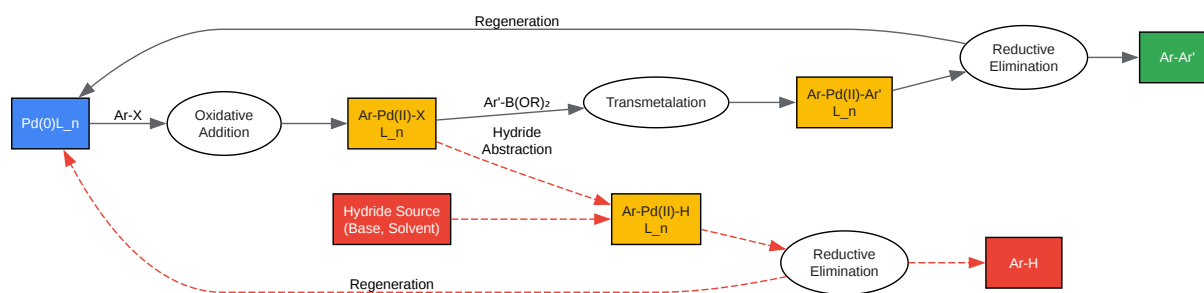 Regeneration
Reductive
Elimination
Ar-Ar'
Pd(0)L_n
Ar-X
Oxidative
Addition
Ar-Pd(II)-X
L_n
Ar'-B(OR)₂
Transmetalation
Ar-Pd(II)-Ar'
L_n
Hydride
Abstraction
Hydride Source
(Base, Solvent)
Ar-Pd(II)-H
L_n
Reductive
Elimination
Ar-H
Regeneration